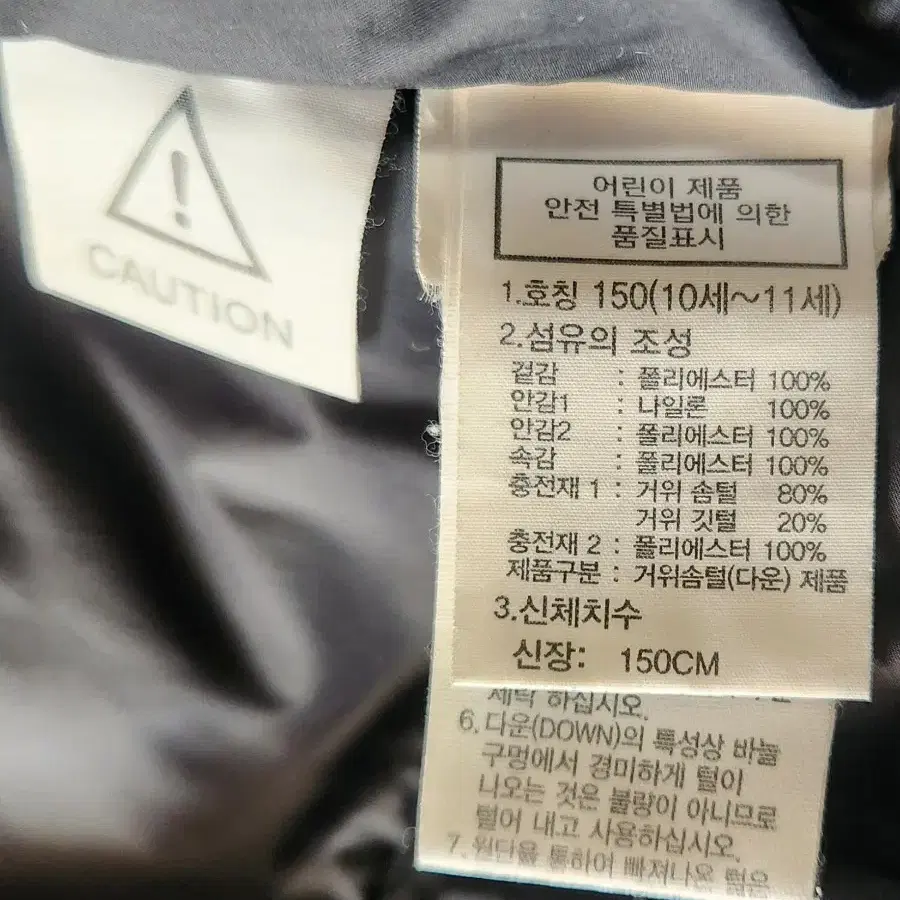 CAUTION
어린이 제품
안전 특별법에 의한
품질표시
1.호칭 150(10세~11세)
2.섬유의 조성
겉감 : 폴리에스터 100%
안감1 : 나일론 100%
안감2 : 폴리에스터 100%
속감 : 폴리에스터 100%
충전재 1 : 거위 솜털 80%
거위 깃털 20%
충전재 2 : 폴리에스터 100%
제품구분 : 거위솜털(다운) 제품
3.신체치수
신장: 150CM
세탁 하십시오.
6.다운(DOWN)의 특성상 바늘
구멍에서 경미하게 털이
나오는 것은 불량이 아니므로
털어 내고 사용하십시오.
7.원단을 통하여 빠져나온 털은